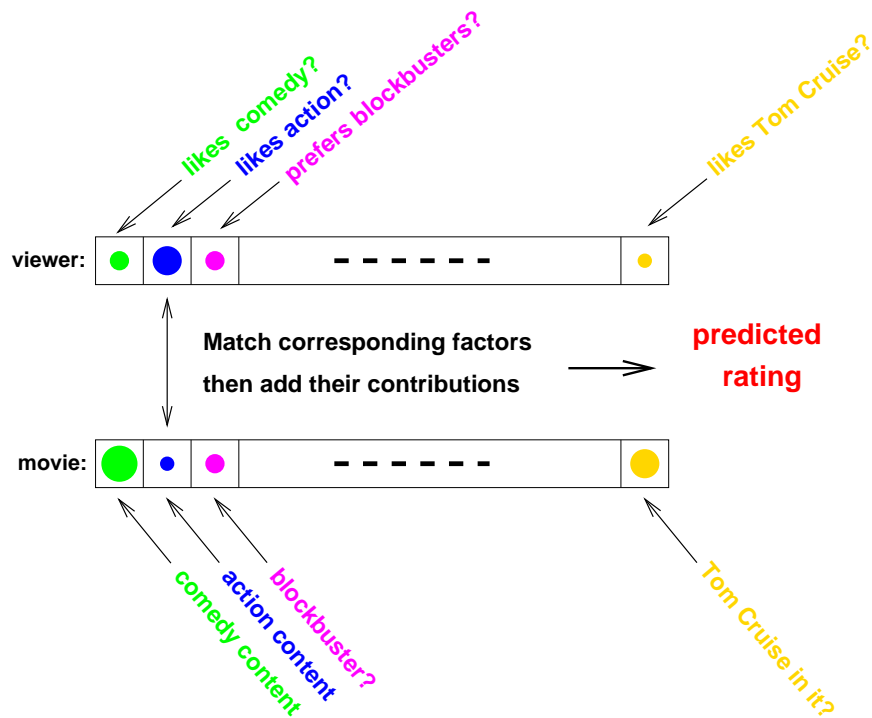 likes comedy?
likes action?
prefers blockbusters?
likes Tom Cruise?
viewer:
Match corresponding factors
then add their contributions
predicted
rating
movie:
comedy content
action content
blockbuster?
Tom Cruise in it?